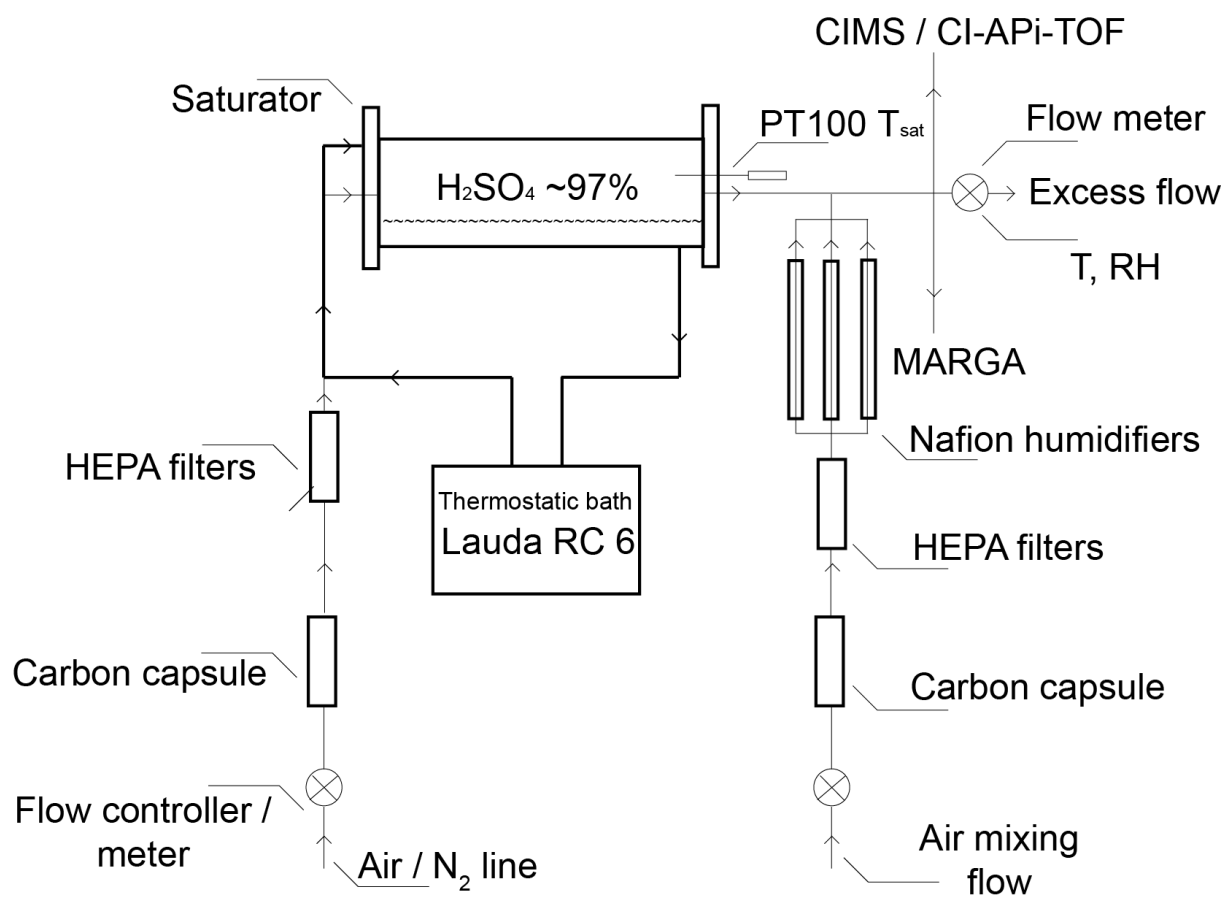 CIMS / CI-APi-TOF
Saturator
PT100 Tsat
Flow meter
H₂SO₄ ~97%
Excess flow
T, RH
MARGA
Nafion humidifiers
HEPA filters
Thermostatic bath
Lauda RC 6
HEPA filters
Carbon capsule
Carbon capsule
Flow controller /
meter
Air / N₂ line
Air mixing
flow